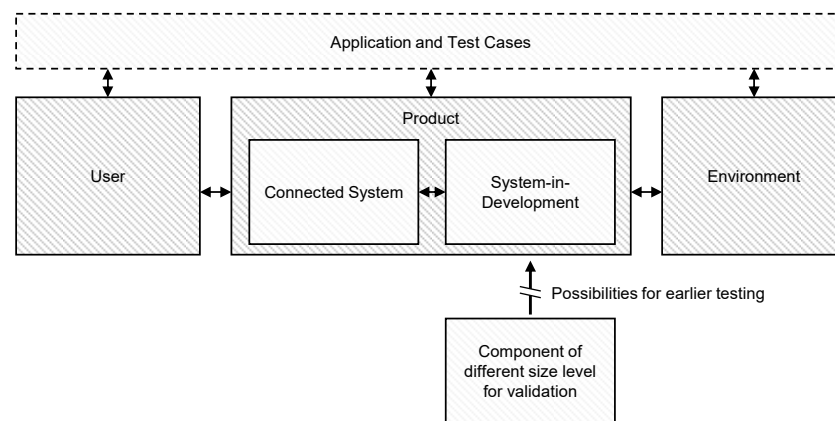 Application and Test Cases
Product
User
Connected System
System-in-
Development
Environment
Possibilities for earlier testing
Component of
different size level
for validation